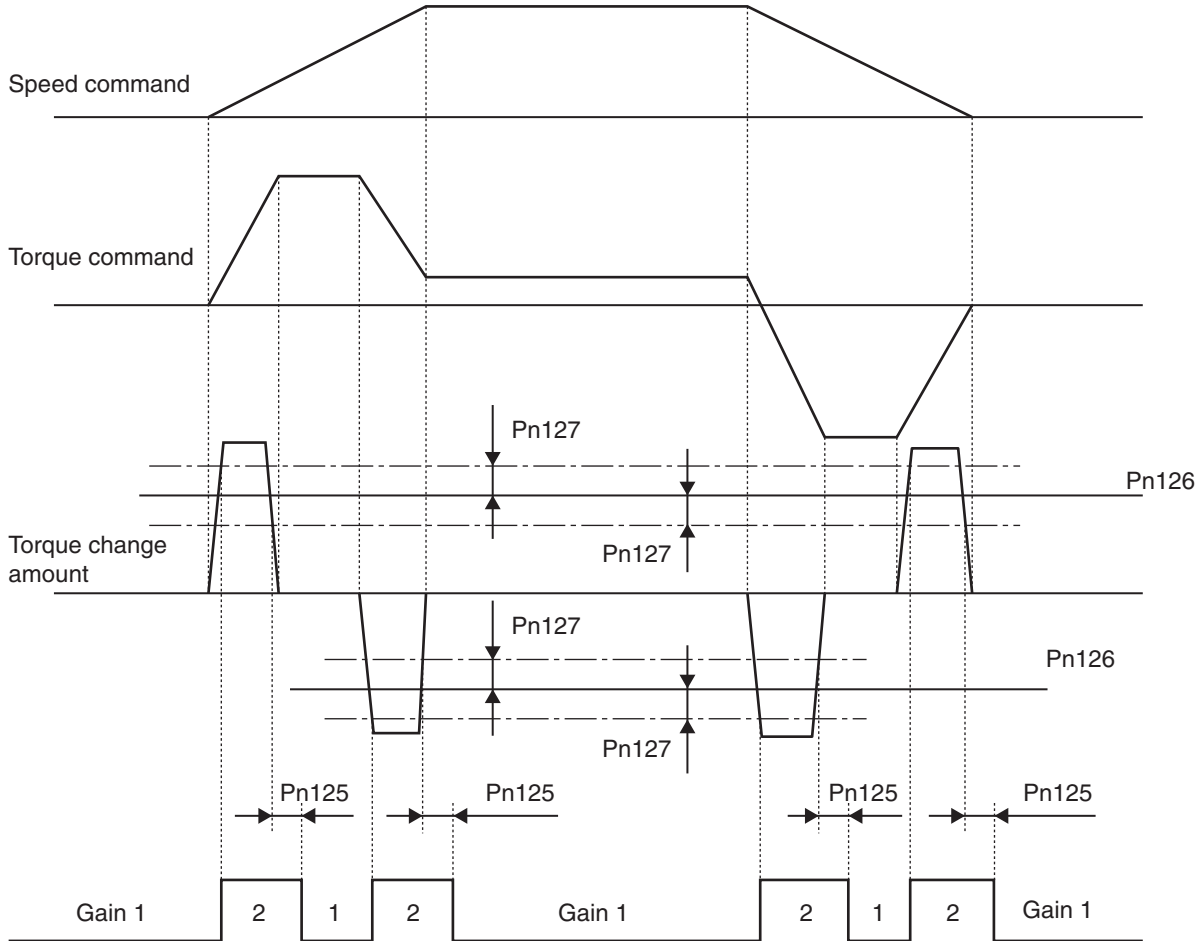 Speed command
Torque command
Pn127
Pn126
Pn127
Torque change
amount
Pn127
Pn126
Pn127
Pn125
Pn125
Pn125
Pn125
Gain 1
2
1
2
Gain 1
2
1
2
Gain 1